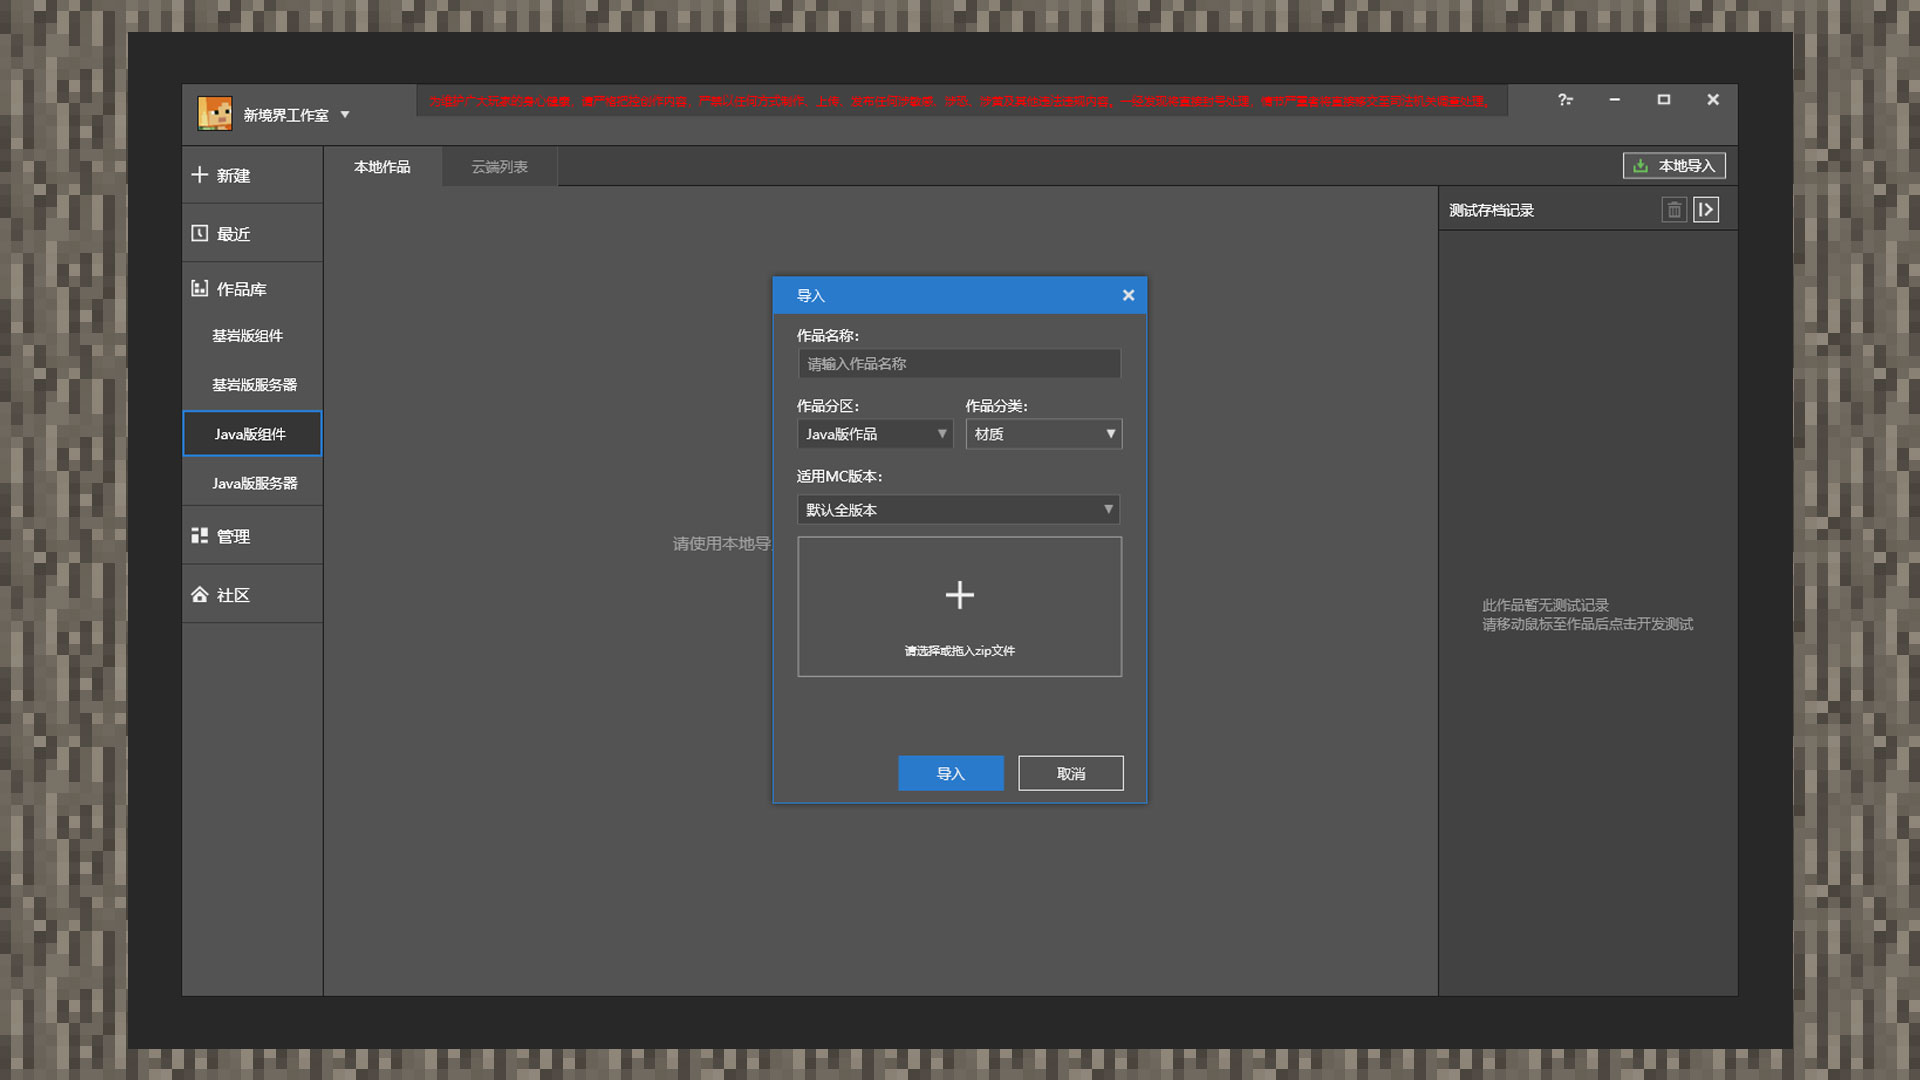 新境界工作室
为维护广大玩家的身心健康，请严格把控创作内容，严禁以任何方式制作、上传、发布任何涉敏感、涉恐、涉黄及其他违法违规内容，一经发现将直接封号处理，情节严重者将直接移交至司法机关调查处理。
新建
最近
作品库
基岩版组件
基岩版服务器
Java版组件
Java版服务器
管理
社区
本地作品
云端列表
本地导入
测试存档记录
请使用本地导
导入
作品名称：
请输入作品名称
作品分区：
作品分类：
Java版作品
材质
适用MC版本：
默认全版本
请选择或拖入zip文件
导入
取消
此作品暂无测试记录
请移动鼠标至作品后点击开发测试